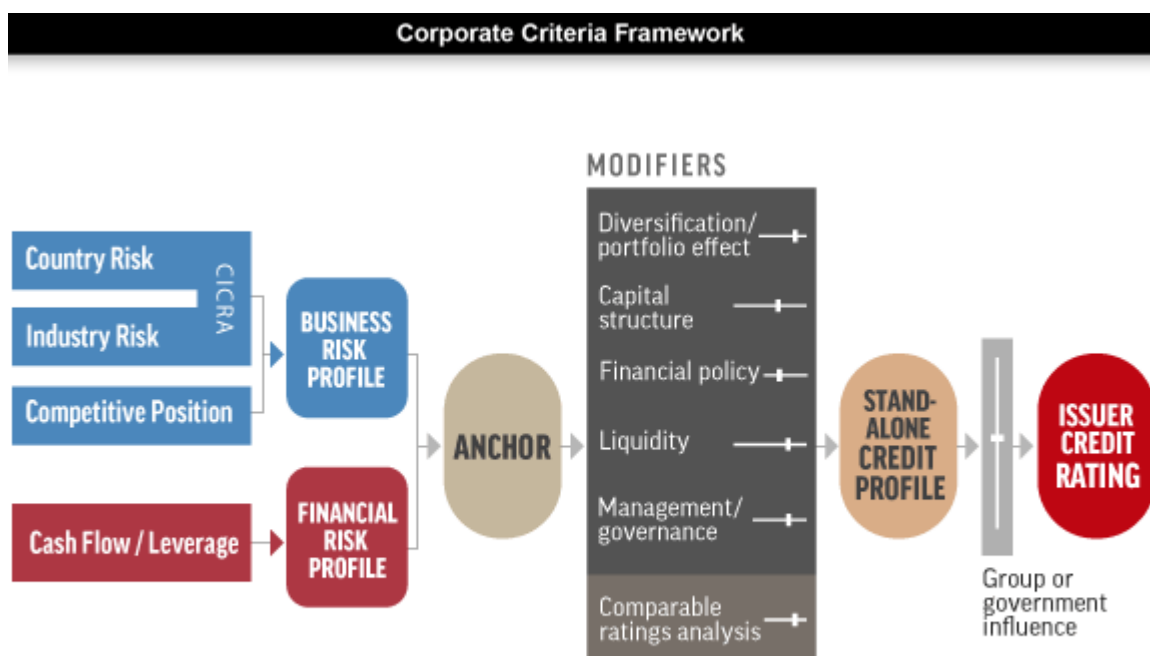 Corporate Criteria Framework
MODIFIERS
Country Risk
Industry Risk
CICRA
Competitive Position
Cash Flow / Leverage
BUSINESS
RISK
PROFILE
FINANCIAL
RISK
PROFILE
ANCHOR
Diversification/
portfolio effect
Capital
structure
Financial policy
Liquidity
Management/
governance
Comparable
ratings analysis
STAND-
ALONE
CREDIT
PROFILE
Group or
government
influence
ISSUER
CREDIT
RATING